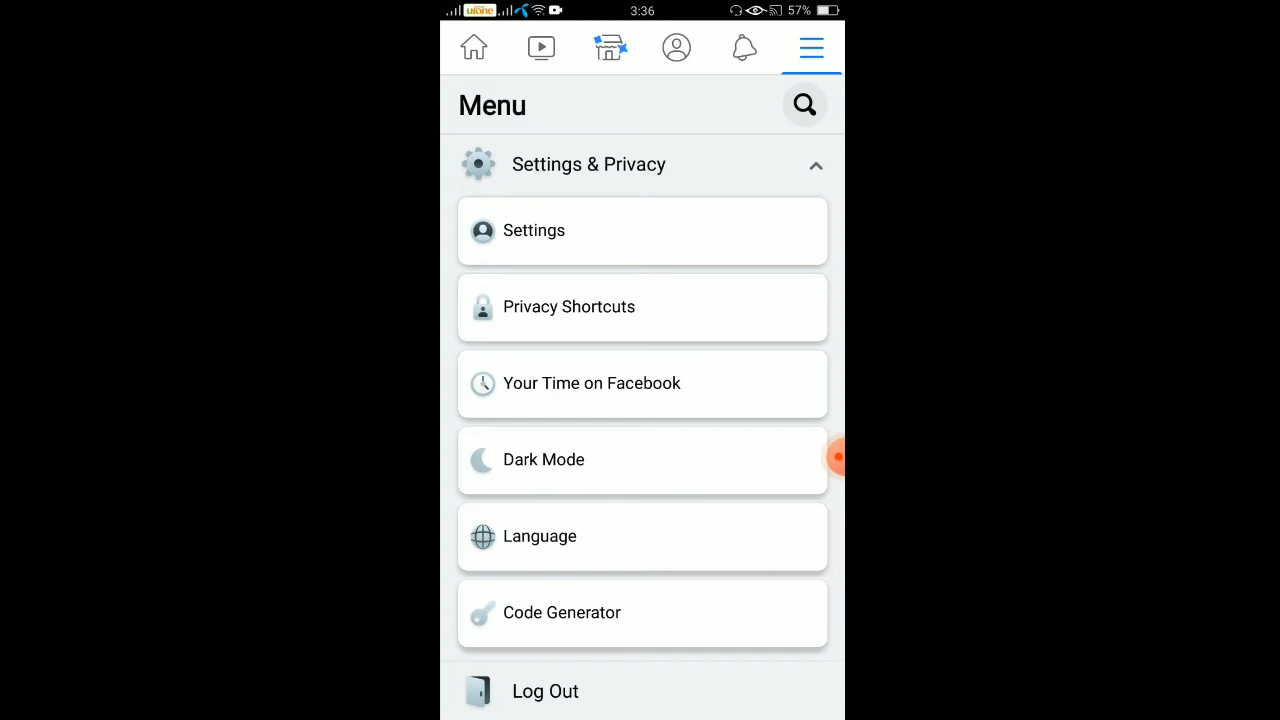 ufone 3:36 57%
Menu
Settings & Privacy
Settings
Privacy Shortcuts
Your Time on Facebook
Dark Mode
Language
Code Generator
Log Out